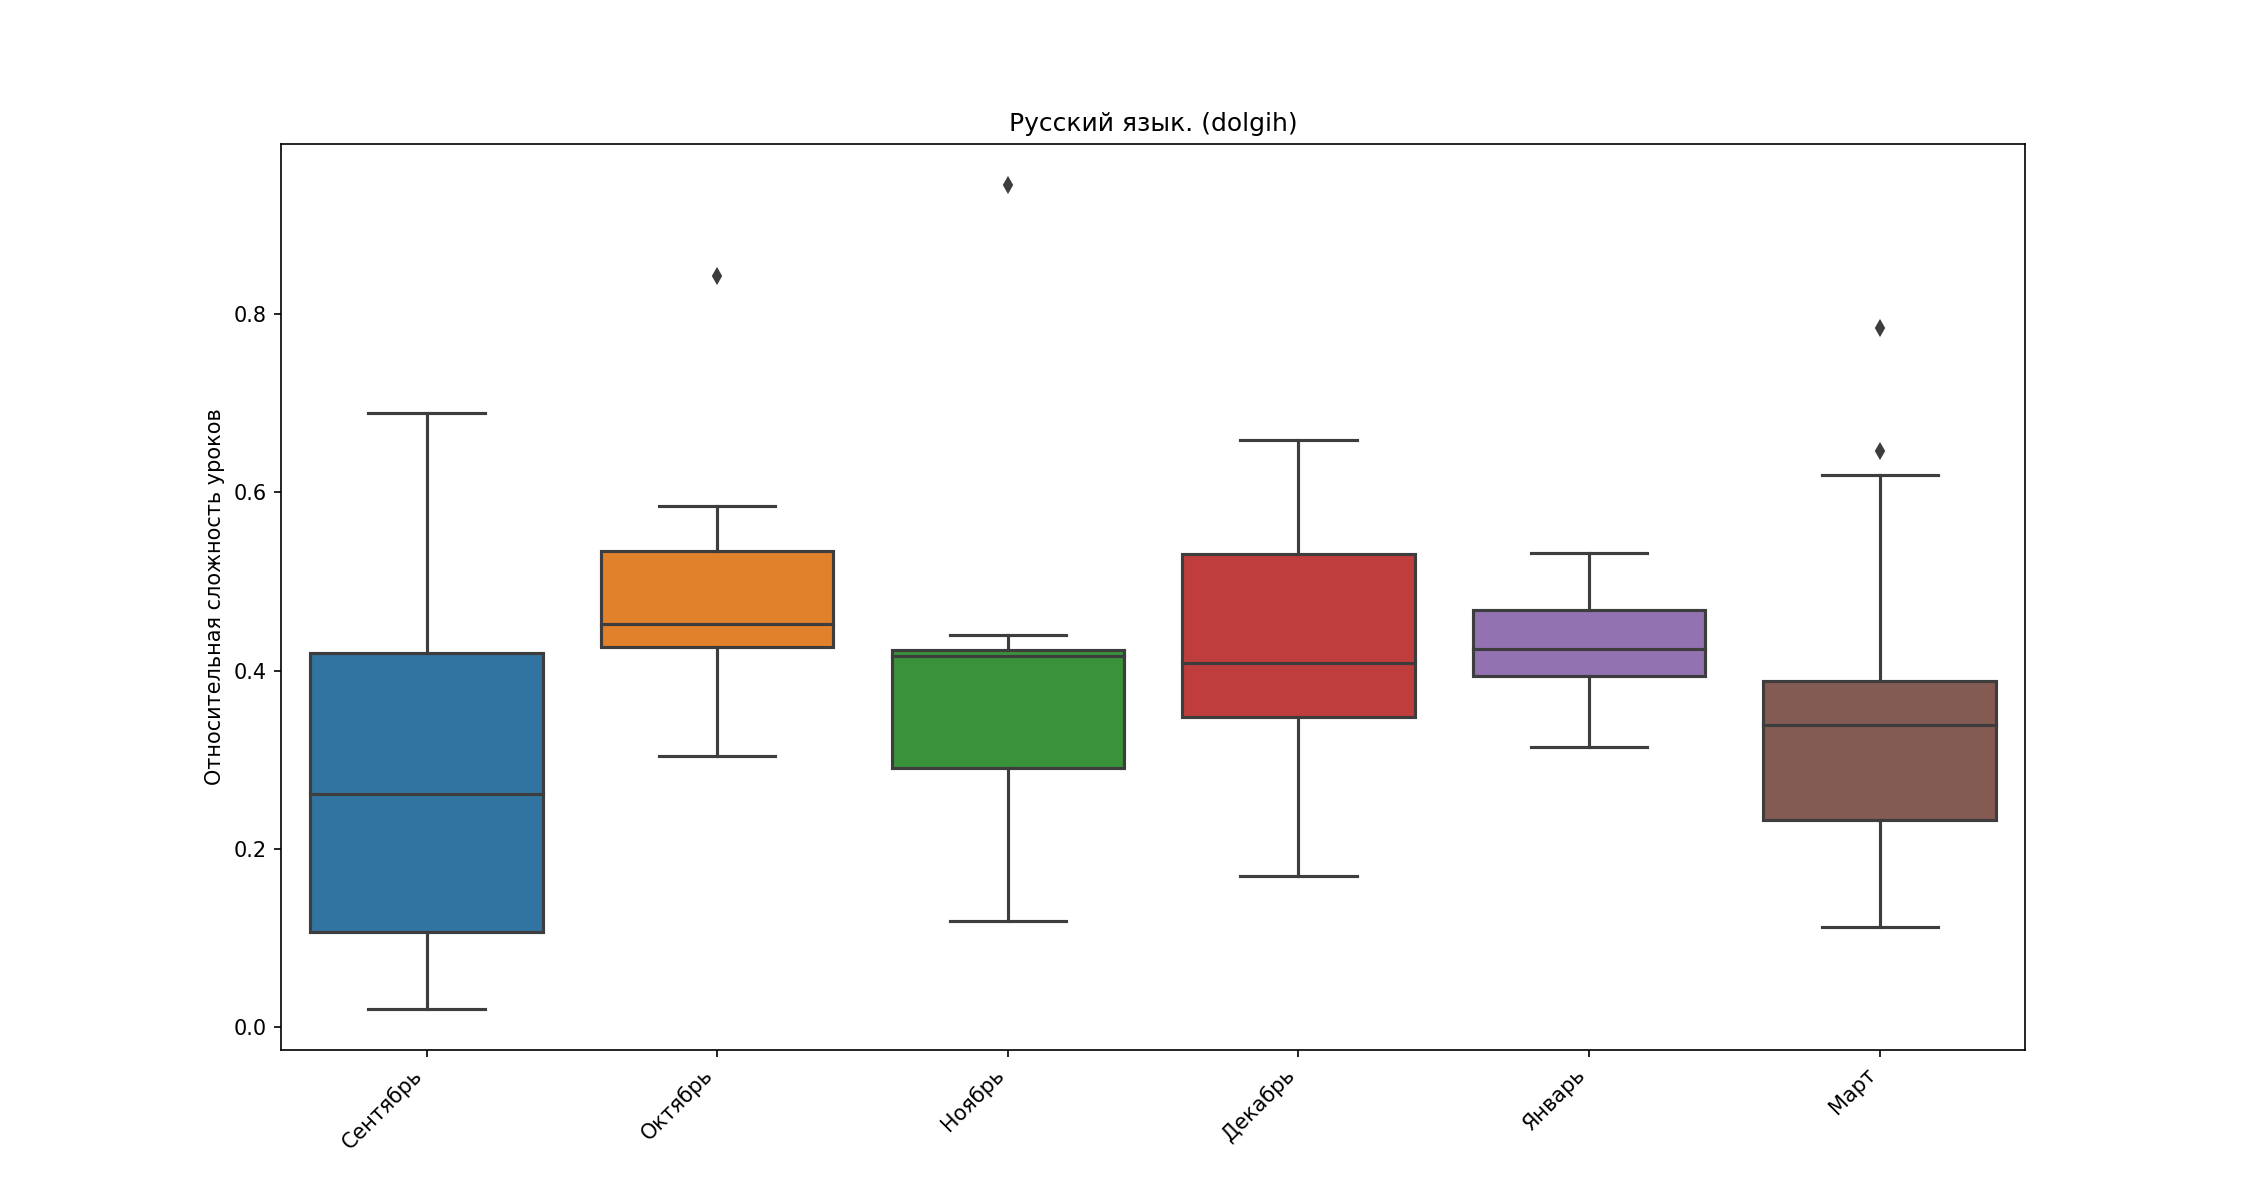 Русский язык. (dolgih)
Относительная сложность уроков
0.8
0.6
0.4
0.2
0.0
Сентябрь
Октябрь
Ноябрь
Декабрь
Январь
Март